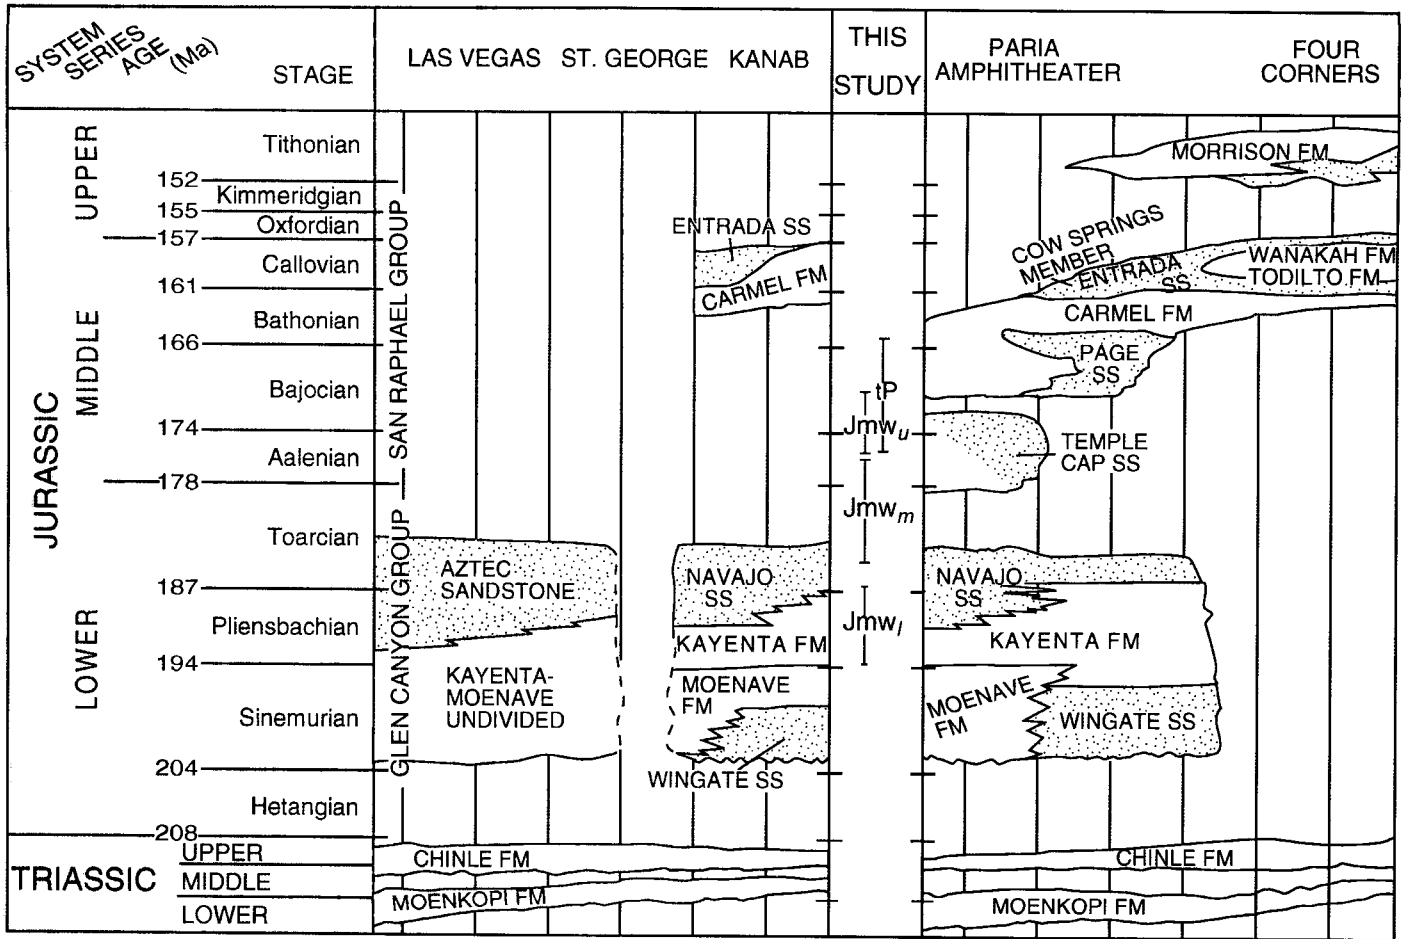 SYSTEM
SERIES
AGE
(Ma)
STAGE
LAS VEGAS ST. GEORGE KANAB
THIS
STUDY
PARIA
AMPHITHEATER
FOUR
CORNERS
JURASSIC
UPPER
MIDDLE
LOWER
Tithonian
152
Kimmeridgian
155
Oxfordian
157
Callovian
161
Bathonian
166
Bajocian
174
Aalenian
178
Toarcian
187
Pliensbachian
194
Sinemurian
204
Hetangian
208
TRIASSIC
UPPER
MIDDLE
LOWER
SAN RAPHAEL GROUP
GLEN CANYON GROUP
ENTRADA SS
CARMEL FM
AZTEC
SANDSTONE
NAVAJO
SS
KAYENTA FM
KAYENTA-
MOENAVE
UNDIVIDED
MOENAVE
FM
WINGATE SS
CHINLE FM
MOENKOPI FM
tP
Jmwu
Jmwm
Jmwl
MORRISON FM
COW SPRINGS
MEMBER
ENTRADA
SS
WANAKAH FM
TODILTO FM
CARMEL FM
PAGE
SS
TEMPLE
CAP SS
NAVAJO
SS
KAYENTA FM
MOENAVE
FM
WINGATE SS
CHINLE FM
MOENKOPI FM